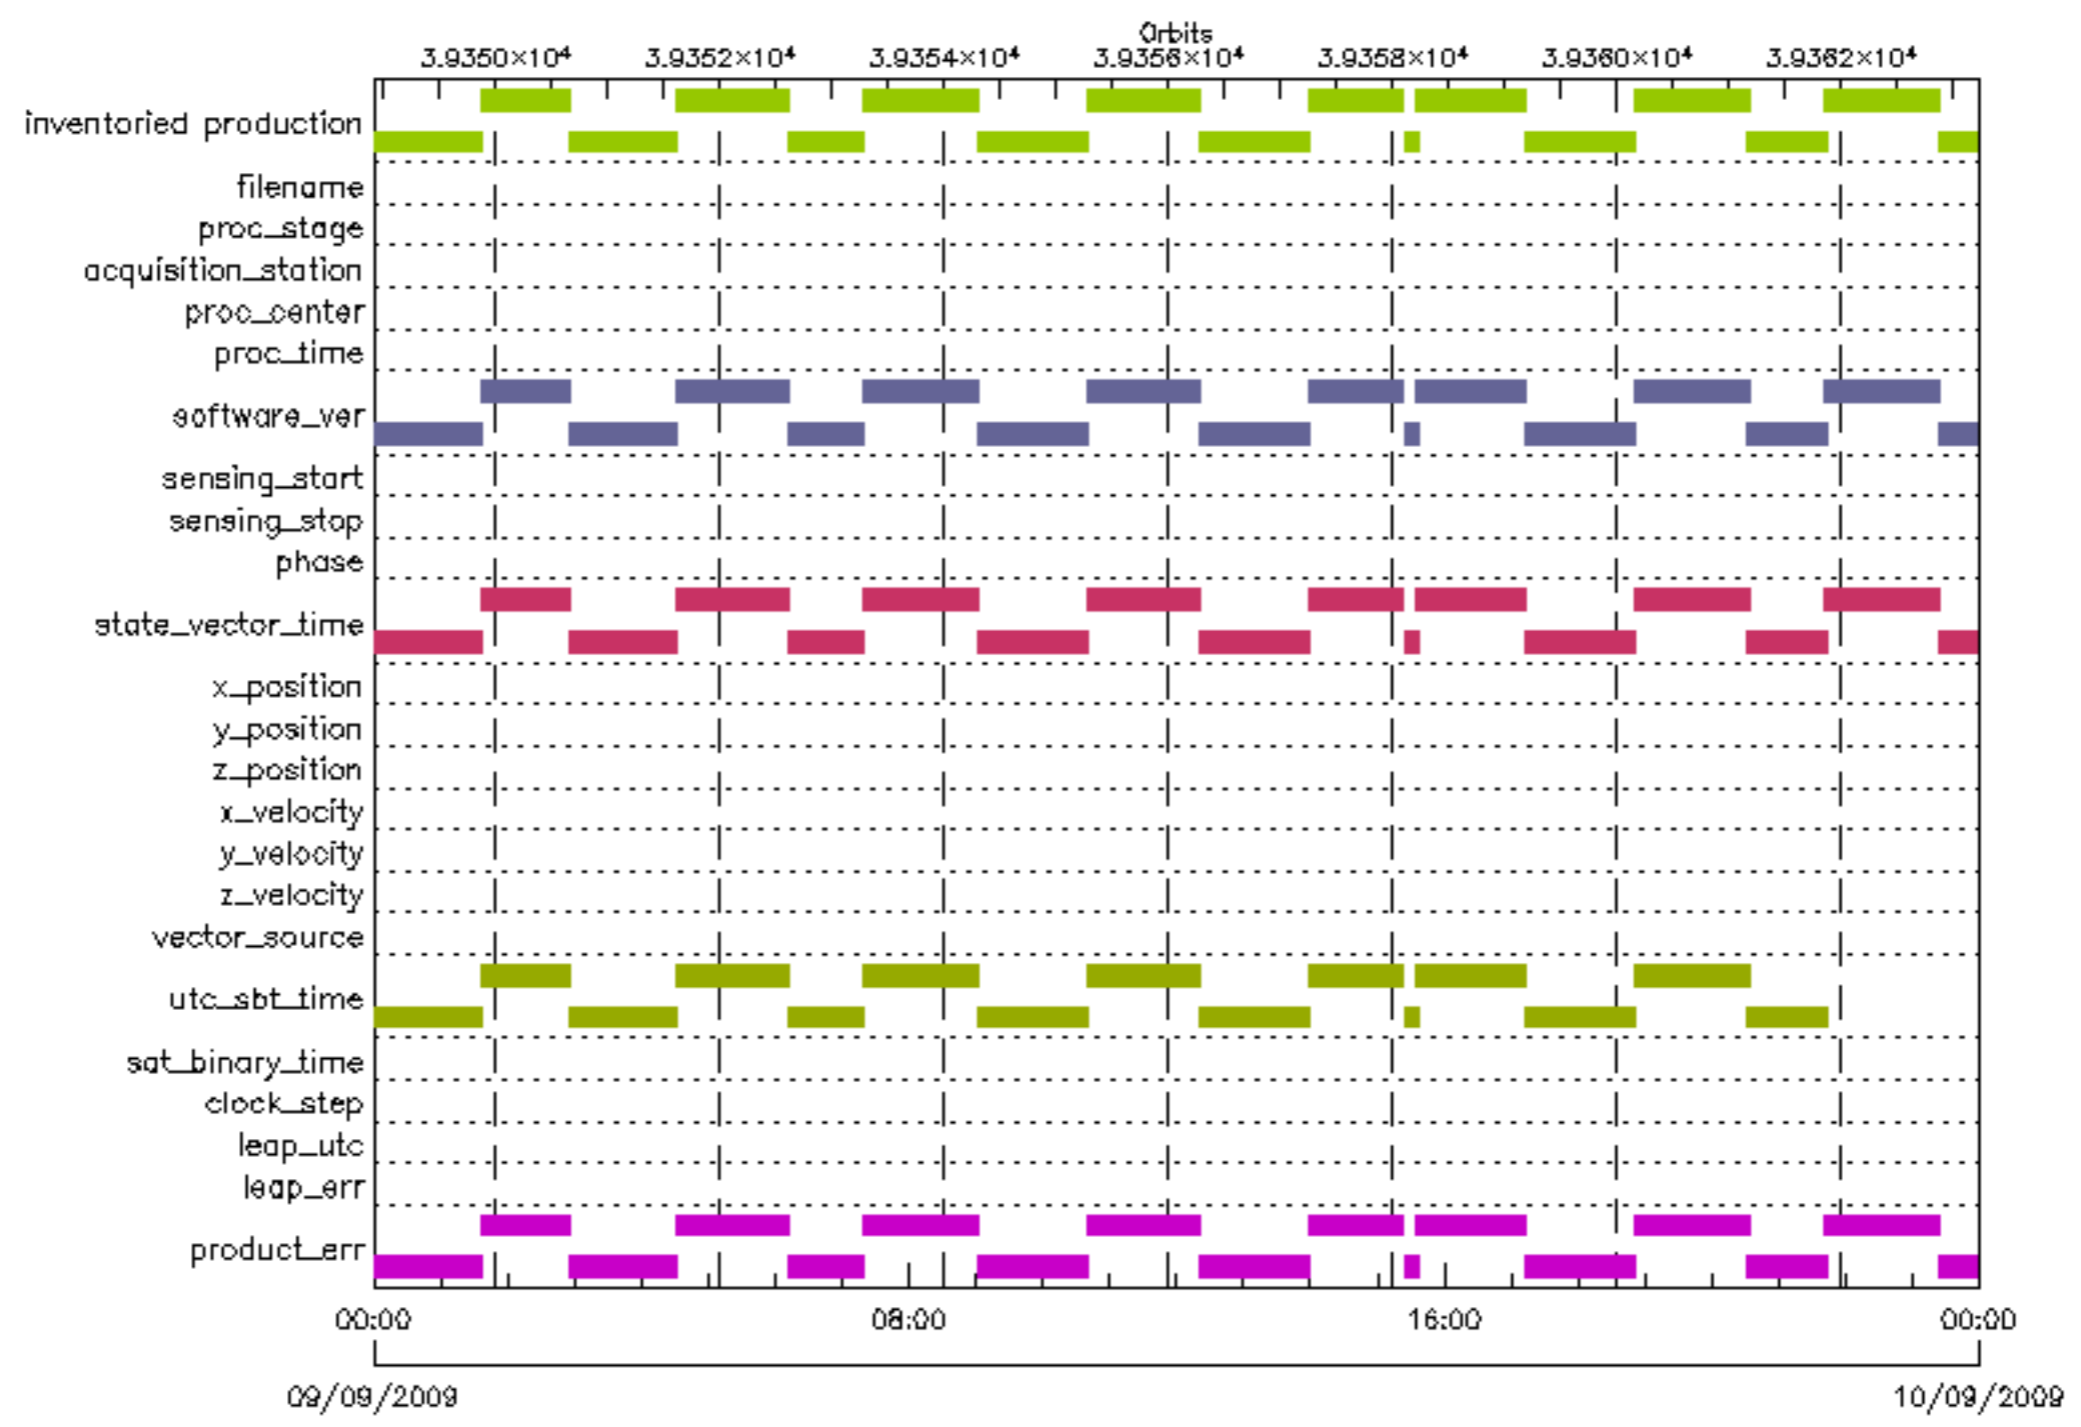 Orbits
3.9350×10⁴ 3.9352×10⁴ 3.9354×10⁴ 3.9356×10⁴ 3.9358×10⁴ 3.9360×10⁴ 3.9362×10⁴
inventoried production
filename
proc_stage
acquisition_station
proc_center
proc_time
software_ver
sensing_start
sensing_stop
phase
state_vector_time
x_position
y_position
z_position
x_velocity
y_velocity
z_velocity
vector_source
utc_sbt_time
sat_binary_time
clock_step
leap_utc
leap_err
product_err
00:00 08:00 16:00 00:00
09/09/2009 10/09/2009